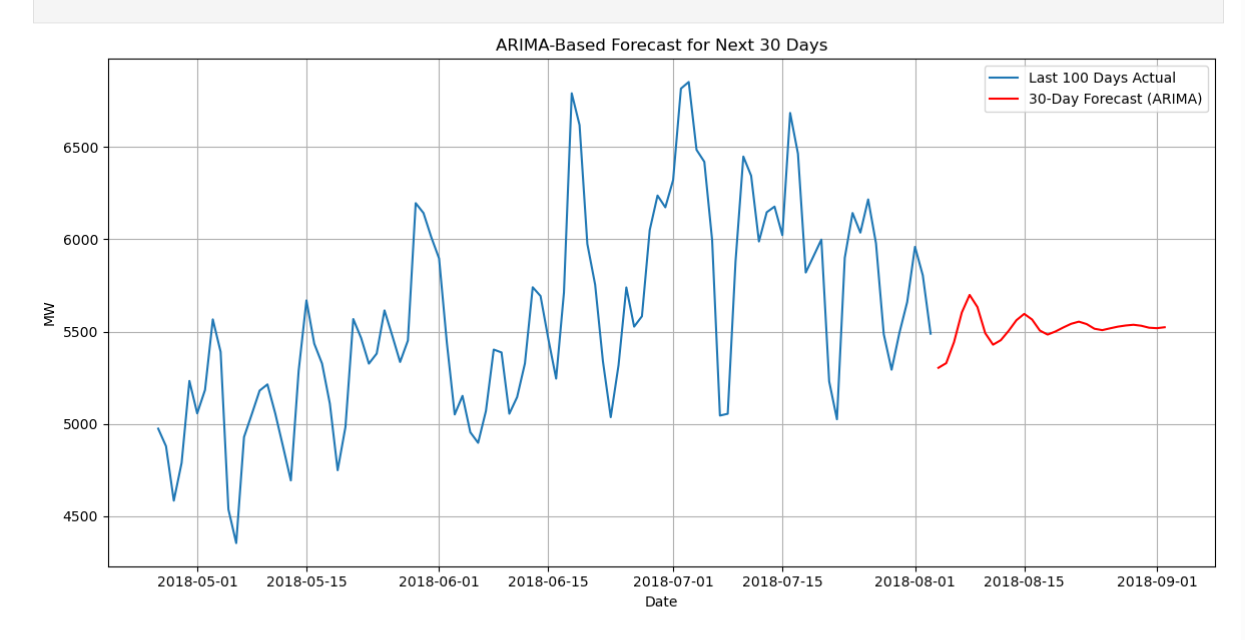 ARIMA-Based Forecast for Next 30 Days
Last 100 Days Actual
30-Day Forecast (ARIMA)
6500
6000
5500
5000
4500
MW
2018-05-01 2018-05-15 2018-06-01 2018-06-15 2018-07-01 2018-07-15 2018-08-01 2018-08-15 2018-09-01
Date